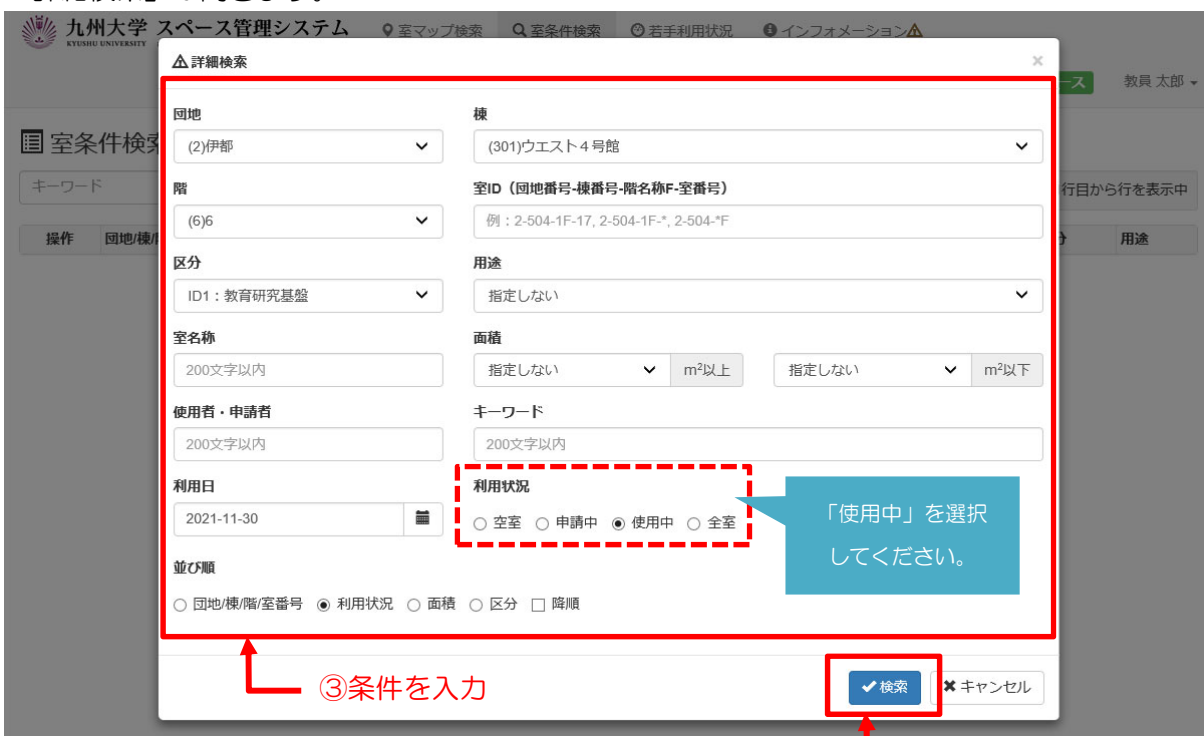 九州大学 スペース管理システム 室マップ検索 室条件検索 若手利用状況 インフォメーション
KYUSHU UNIVERSITY
詳細検索 ×
ース 教員 太郎
団地 棟
室条件検索
(2)伊都 (301)ウエスト4号館
階 室ID（団地番号-棟番号-階名称F-室番号）
キーワード 行目から行を表示中
(6)6 例：2-504-1F-17, 2-504-1F-*, 2-504-*F
操作 団地/棟/ 用途
区分 用途
ID1：教育研究基盤 指定しない
室名称 面積
200文字以内 指定しない m²以上 指定しない m²以下
使用者・申請者 キーワード
200文字以内 200文字以内
利用日 利用状況
2021-11-30 空室 申請中 使用中 全室
「使用中」を選択
してください。
並び順
団地/棟/階/室番号 利用状況 面積 区分 降順
③条件を入力
検索 キャンセル